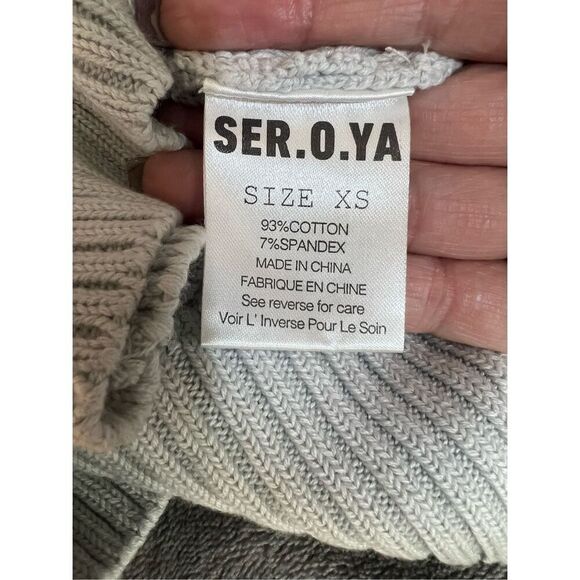 SER.O.YA
SIZE XS
93%COTTON
7%SPANDEX
MADE IN CHINA
FABRIQUE EN CHINE
See reverse for care
Voir L' Inverse Pour Le Soin